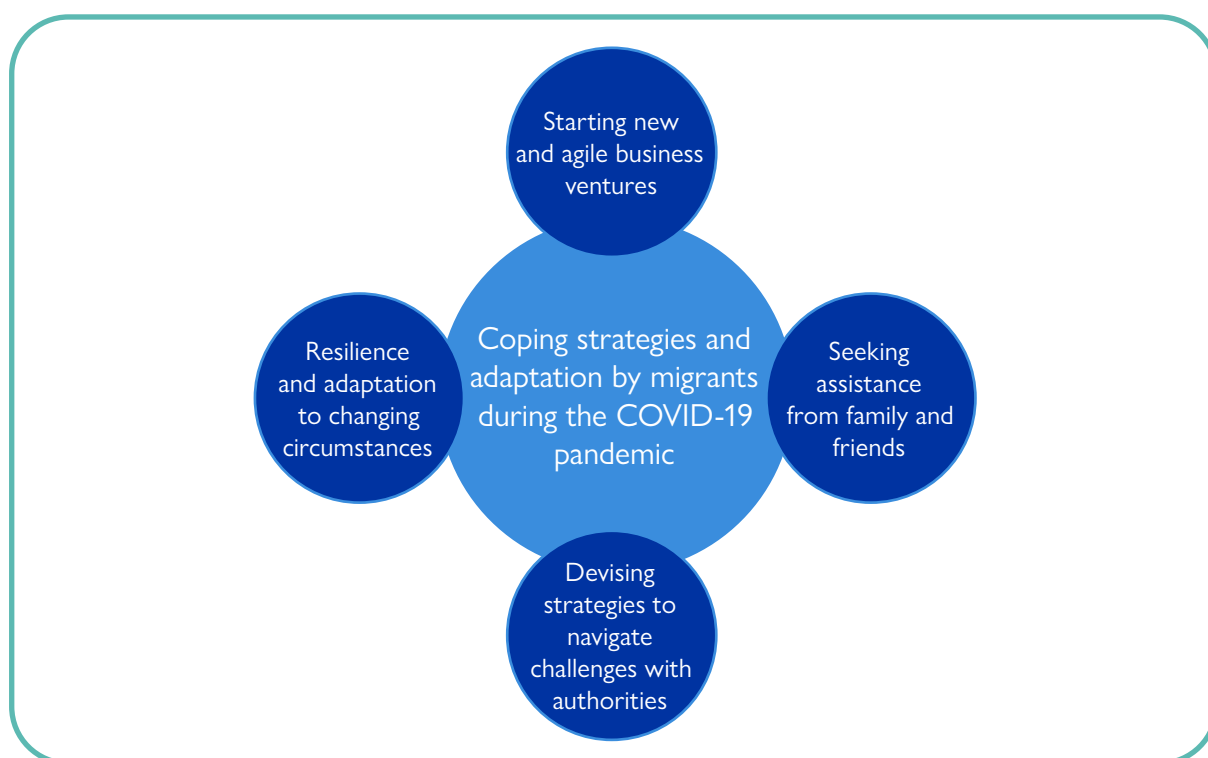 Starting new
and agile business
ventures
Resilience
and adaptation
to changing
circumstances
Coping strategies and
adaptation by migrants
during the COVID-19
pandemic
Seeking
assistance
from family and
friends
Devising
strategies to
navigate
challenges with
authorities